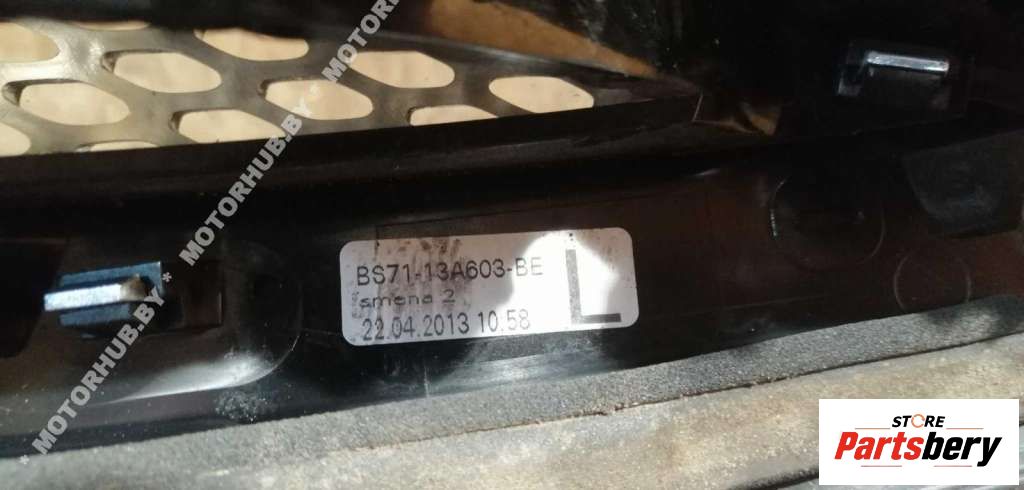 MOTORHUB.BY * MOTORHUB.BY * MOTORHUB.BY
BS71-13A603-BE
L
smena 2
22.04.2013 10.58
STORE
Partsbery